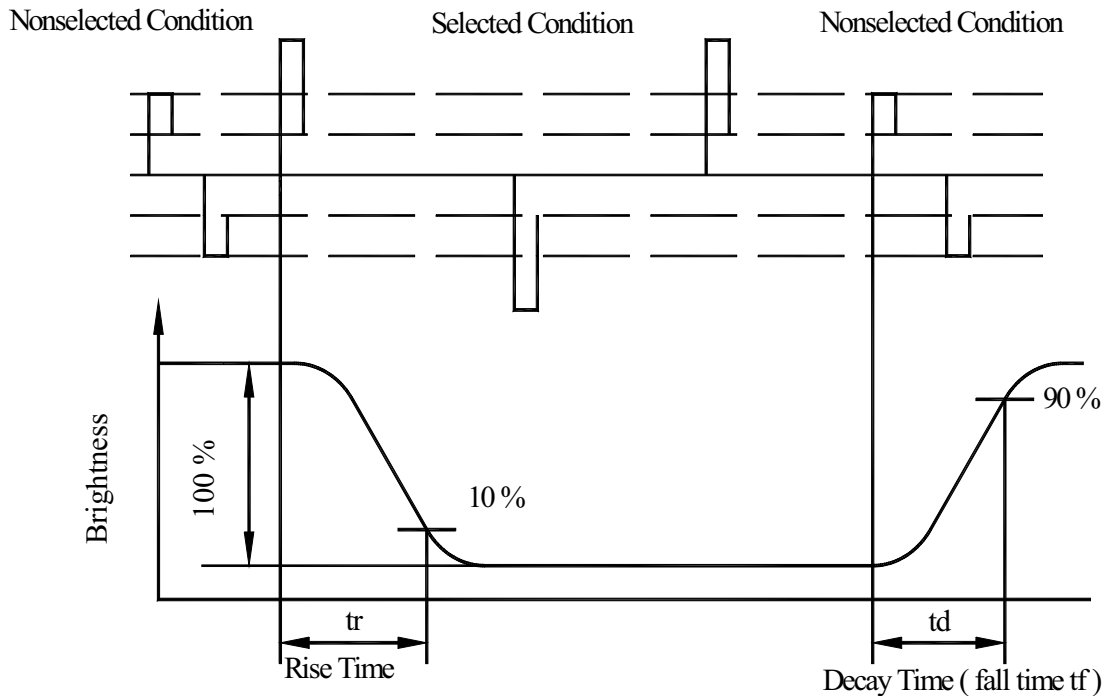 Nonselected Condition
Selected Condition
Nonselected Condition
Brightness
100 %
10 %
90 %
tr
Rise Time
td
Decay Time ( fall time tf )